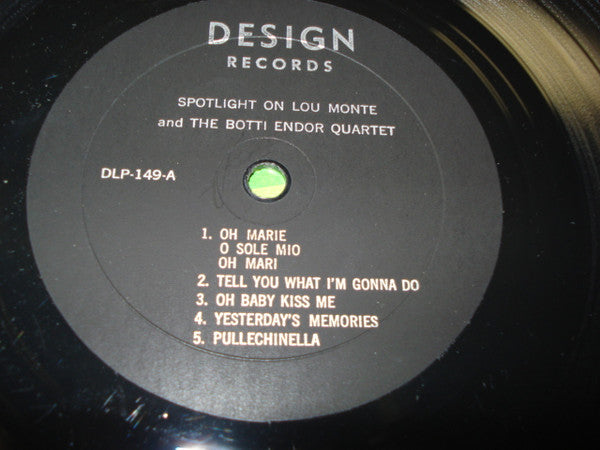 DESIGN
RECORDS
SPOTLIGHT ON LOU MONTE
and THE BOTTI ENDOR QUARTET
DLP-149-A
1. OH MARIE
O SOLE MIO
OH MARI
2. TELL YOU WHAT I'M GONNA DO
3. OH BABY KISS ME
4. YESTERDAY'S MEMORIES
5. PULLECHINELLA